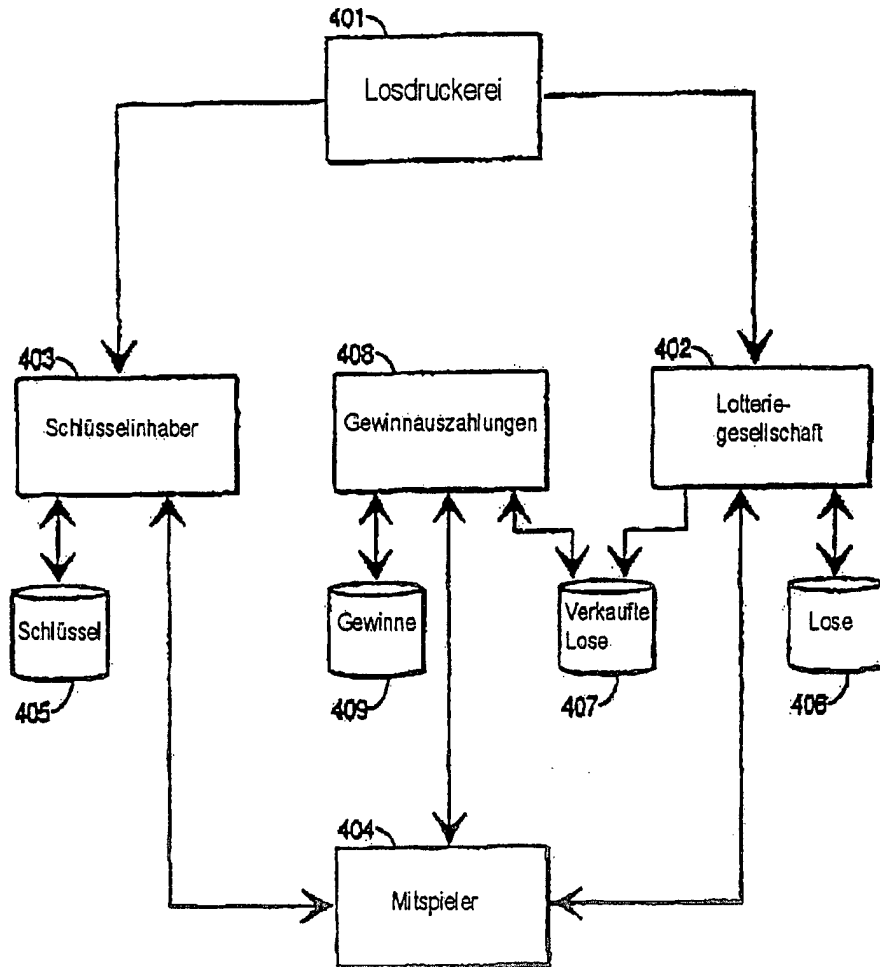 401
Losdruckerei
403
Schlüsselinhaber
408
Gewinnauszahlungen
402
Lotterie-
gesellschaft
Schlüssel
405
Gewinne
409
Verkaufte
Lose
407
Lose
406
404
Mitspieler